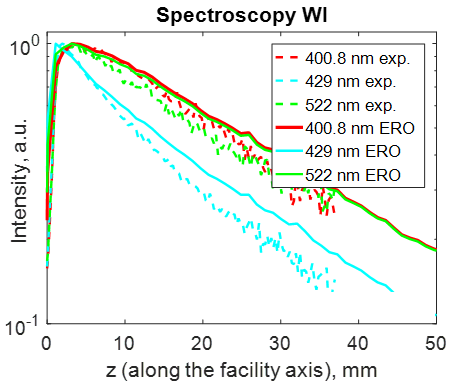 Spectroscopy WI
10⁰
400.8 nm exp.
429 nm exp.
522 nm exp.
400.8 nm ERO
429 nm ERO
522 nm ERO
Intensity, a.u.
10⁻¹
0 10 20 30 40 50
z (along the facility axis), mm